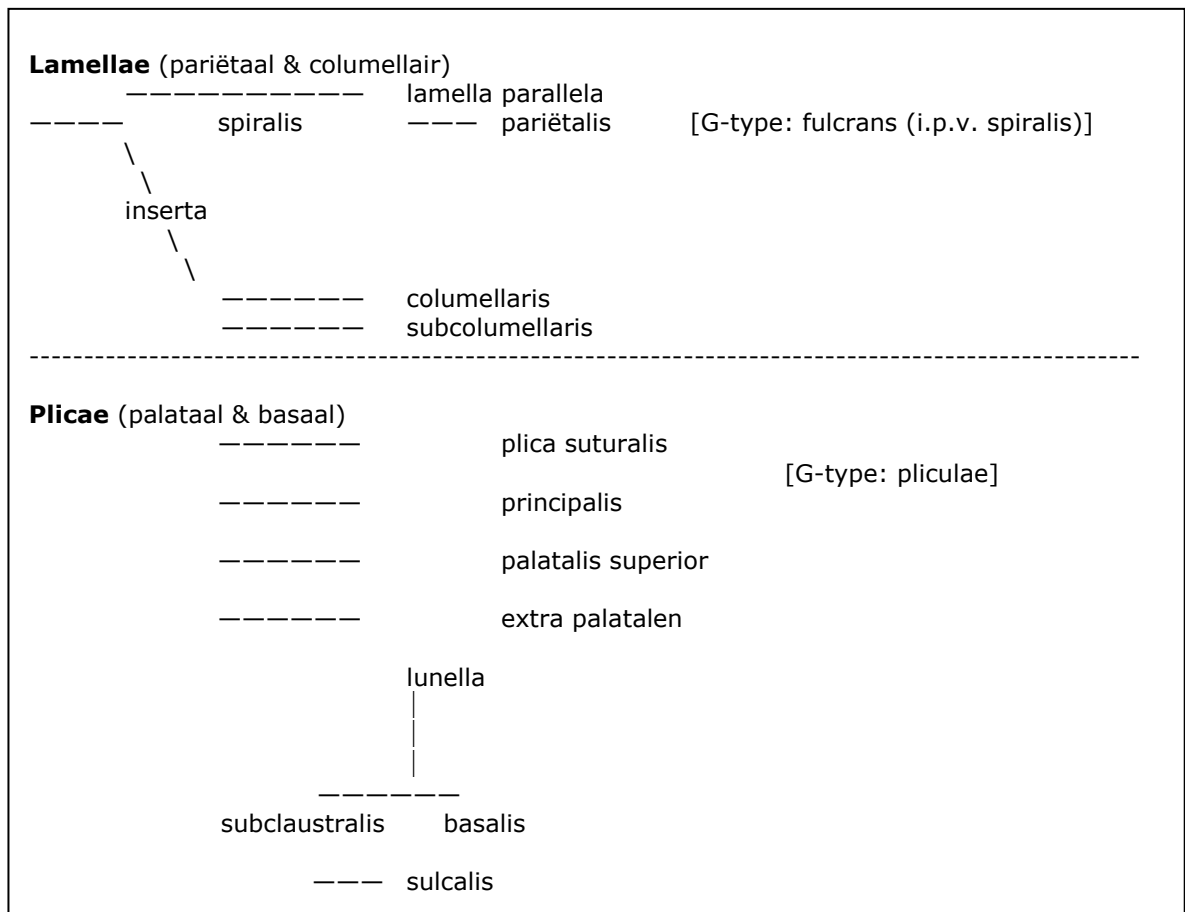 Lamellae (pariëtaal & columellair)
—————————— lamella parallela
———— spiralis ——— pariëtalis [G-type: fulcrans (i.p.v. spiralis)]
\
\
inserta
\
\
—————— columellaris
—————— subcolumellaris
------------------------------------------------------------------------------------------------------
Plicae (palataal & basaal)
—————— plica suturalis
[G-type: pliculae]
—————— principalis
—————— palatalis superior
—————— extra palatalen
lunella
|
|
|
——————
subclaustralis basalis
——— sulcalis